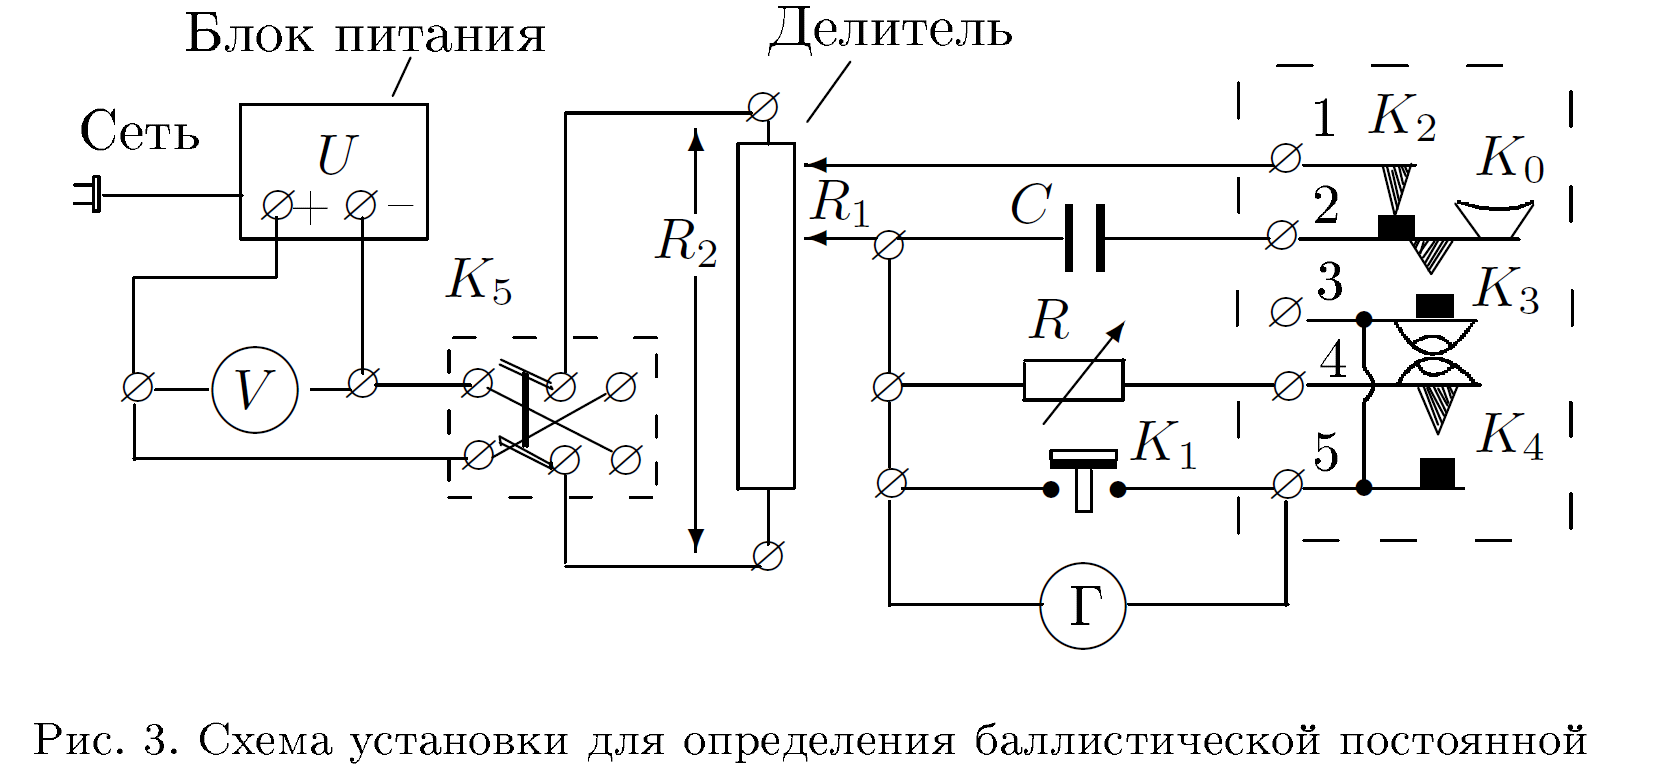 Блок питания
Делитель
Сеть
U
+ −
1
K2
K0
R1
C
2
R2
K5
3
K3
R
4
V
K1
K4
5
Г
Рис. 3. Схема установки для определения баллистической постоянной